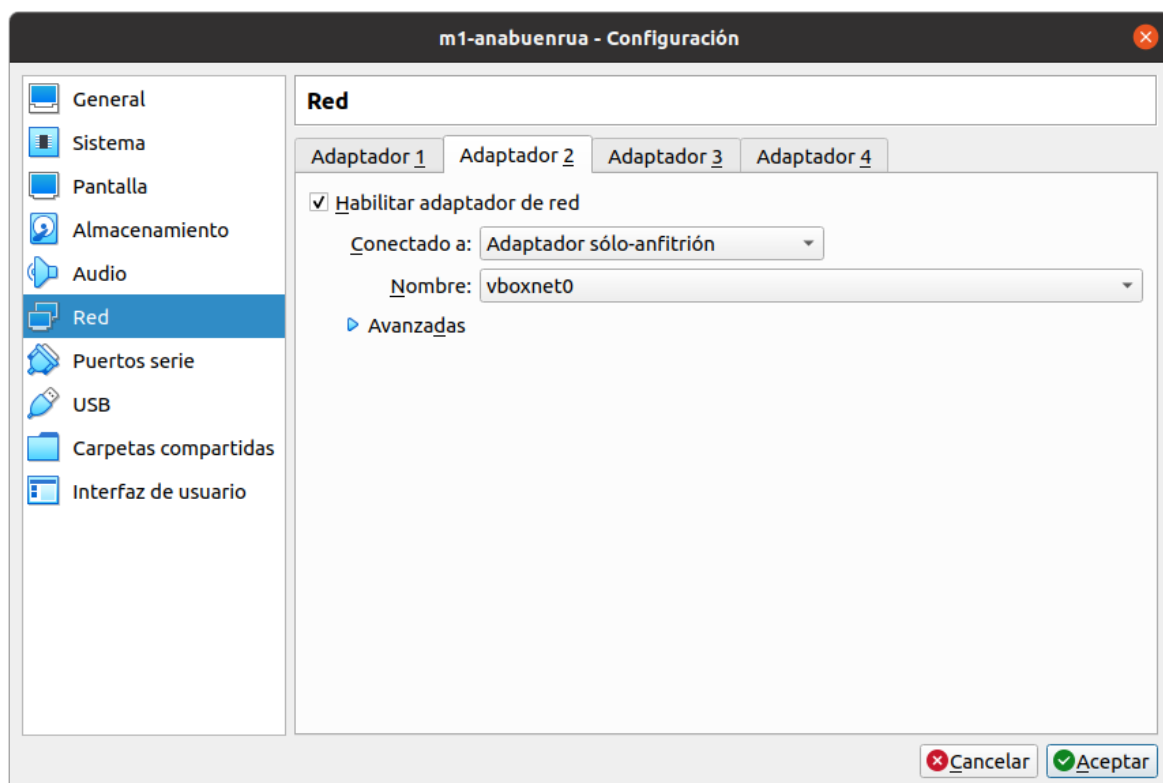 m1-anabuenrua - Configuración
General
Sistema
Pantalla
Almacenamiento
Audio
Red
Puertos serie
USB
Carpetas compartidas
Interfaz de usuario
Red
Adaptador 1 Adaptador 2 Adaptador 3 Adaptador 4
Habilitar adaptador de red
Conectado a: Adaptador sólo-anfitrión
Nombre: vboxnet0
Avanzadas
Cancelar Aceptar